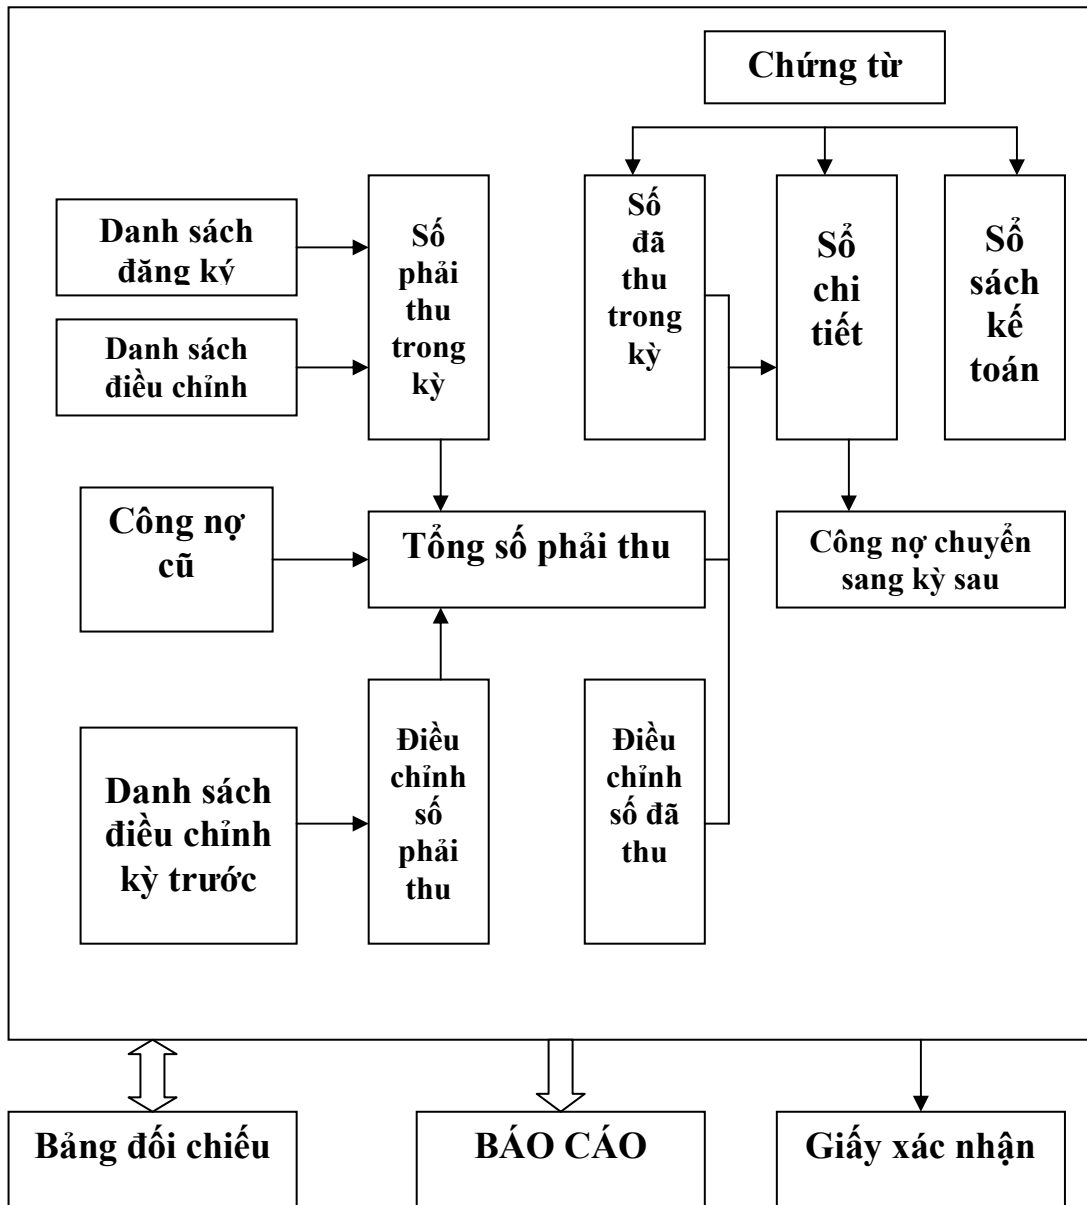 Chứng từ
Danh sách
đăng ký
Danh sách
điều chỉnh
Số
phải
thu
trong
kỳ
Số
đã
thu
trong
kỳ
Sổ
chi
tiết
Sổ
sách
kế
toán
Công nợ
cũ
Tổng số phải thu
Công nợ chuyển
sang kỳ sau
Danh sách
điều chỉnh
kỳ trước
Điều
chỉnh
số
phải
thu
Điều
chỉnh
số đã
thu
Bảng đối chiếu
BÁO CÁO
Giấy xác nhận